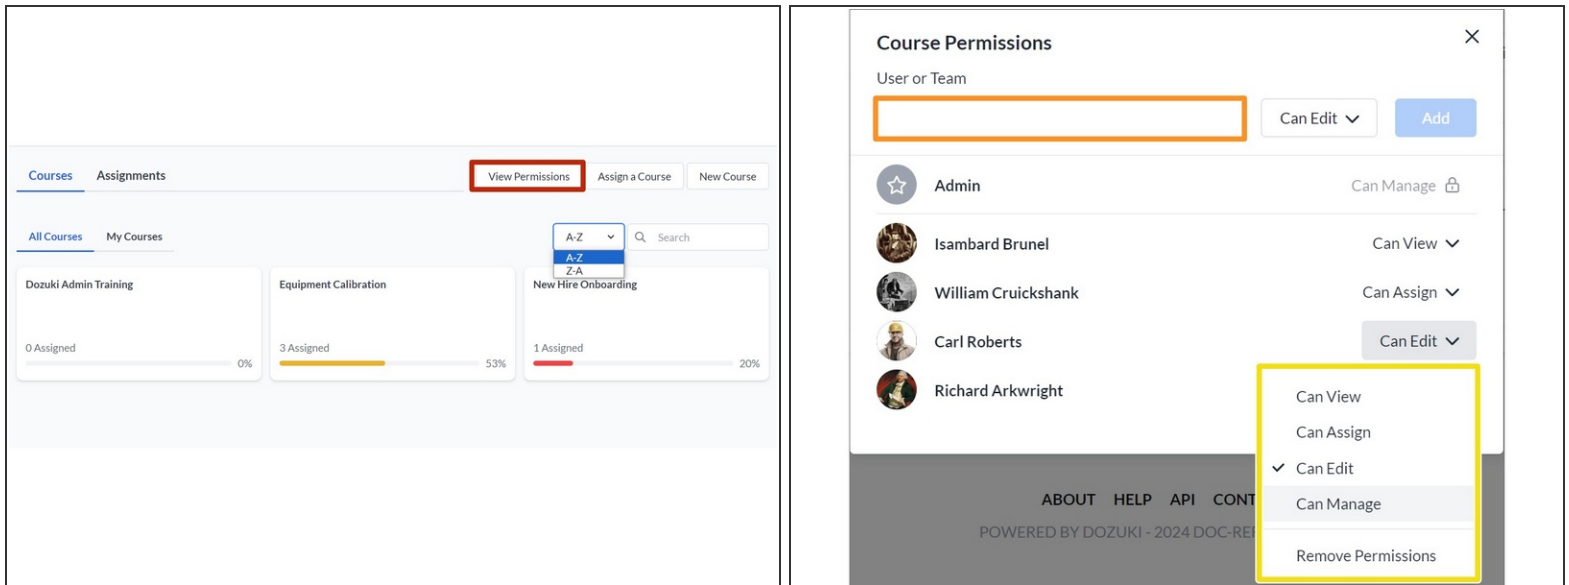 Courses Assignments View Permissions Assign a Course New Course
All Courses My Courses A-Z Search
A-Z
Z-A
Dozuki Admin Training Equipment Calibration New Hire Onboarding
0 Assigned 3 Assigned 1 Assigned
0% 53% 20%
Course Permissions
User or Team
Can Edit Add
Admin Can Manage
Isambard Brunel Can View
William Cruickshank Can Assign
Carl Roberts Can Edit
Richard Arkwright
Can View
Can Assign
Can Edit
Can Manage
Remove Permissions
ABOUT HELP API CONT
POWERED BY DOZUKI - 2024 DOC-REF